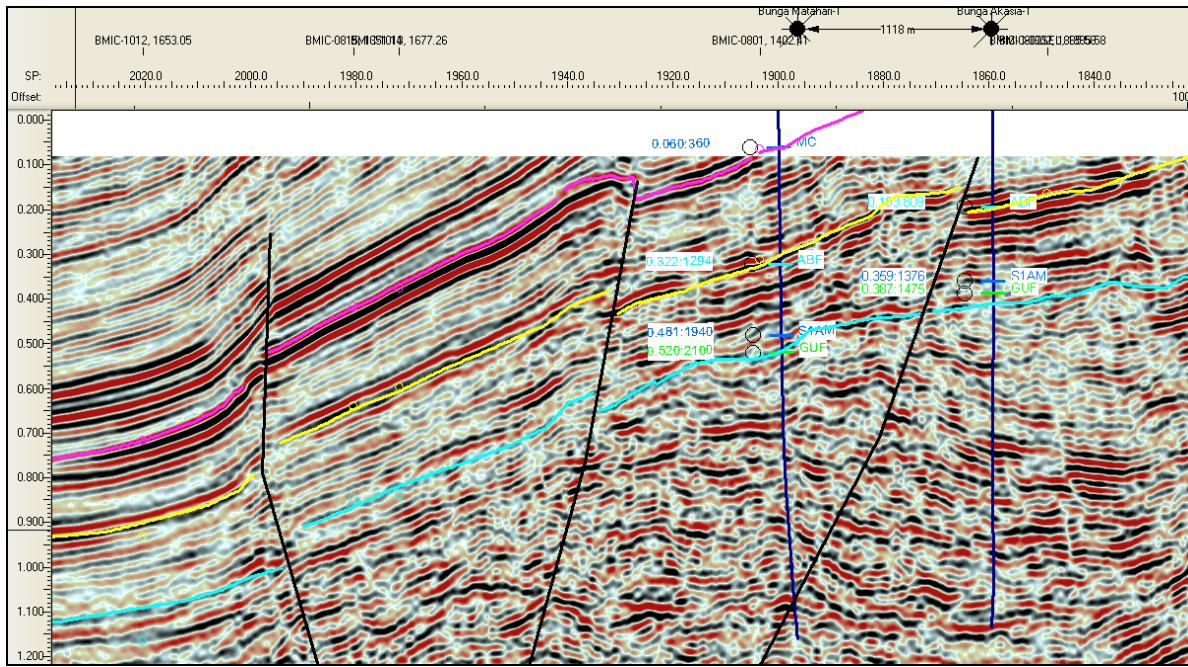 Bunga Matahari-1 Bunga Akasia-1
1118 m
BMIC-1012, 1653.05 1677.26 BMIC-0801, 1402.41
SP: 2020.0 2000.0 1980.0 1960.0 1940.0 1920.0 1900.0 1880.0 1860.0 1840.0
Offset: 100
0.000
0.060:360 MC
0.100
0.200 ABF
0.300
0.322:1294 ABF
0.359:1376 S1AM
0.387:1475 GUF
0.400
0.481:1940 S1AM
0.500
0.520:2100 GUF
0.600
0.700
0.800
0.900
1.000
1.100
1.200